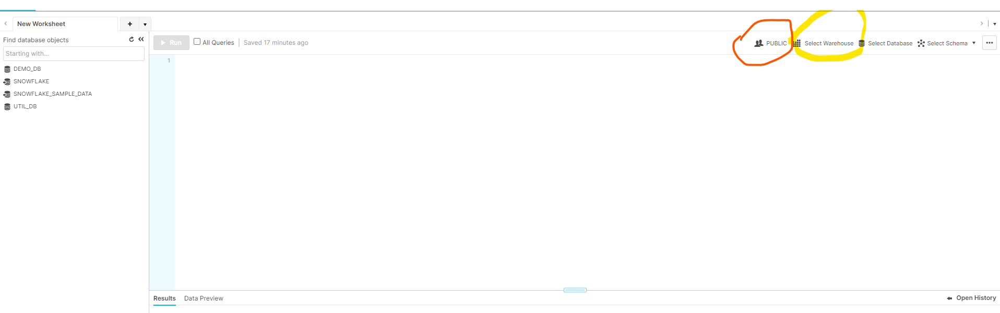 New Worksheet
+
Find database objects
Starting with...
DEMO_DB
SNOWFLAKE
SNOWFLAKE_SAMPLE_DATA
UTIL_DB
Run All Queries Saved 17 minutes ago PUBLIC Select Warehouse Select Database Select Schema
1
Results Data Preview Open History